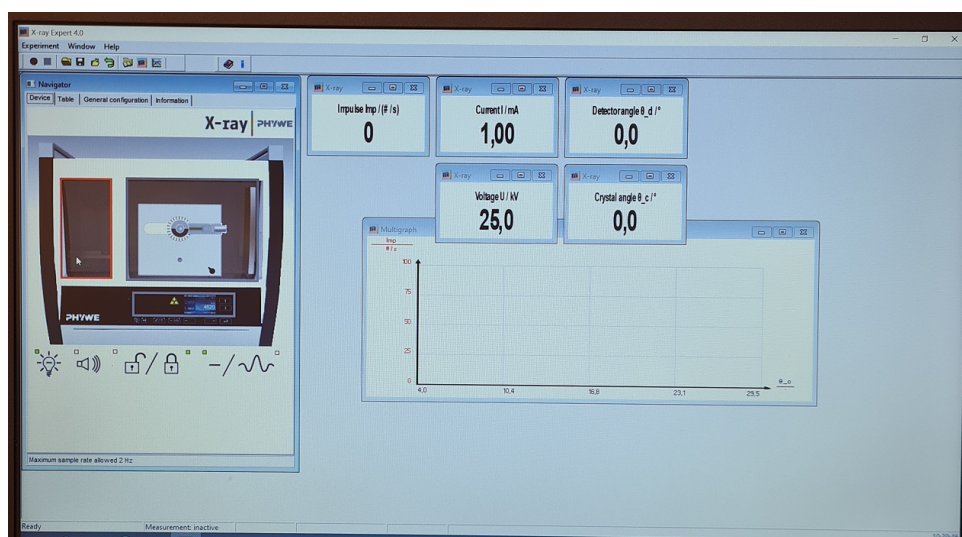 X-ray Expert 4.0
Experiment Window Help
Navigator
Device Table General configuration Information
X-ray PHYWE
PHYWE
Maximum sample rate allowed 2 Hz
X-ray
Impulse Imp / (# / s)
0
X-ray
Current I / mA
1,00
X-ray
Detector angle θ_d / °
0,0
X-ray
Voltage U / kV
25,0
X-ray
Crystal angle θ_c / °
0,0
Multigraph
Imp
# / s
100
75
50
25
0
4,0 10,4 16,8 23,1 29,5
θ_c
Ready Measurement: inactive